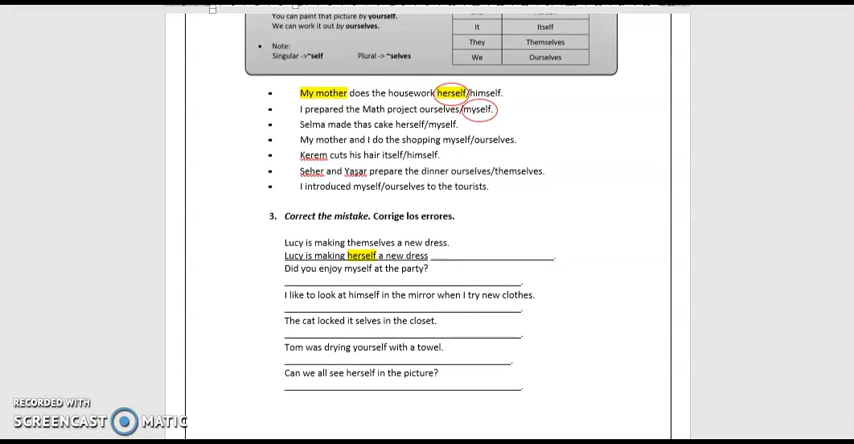 You can paint that picture by yourself.
We can work it out by ourselves.
It Itself
• Note: They Themselves
Singular ->~self Plural -> ~selves We Ourselves
▪ My mother does the housework herself/himself.
▪ I prepared the Math project ourselves/myself.
▪ Selma made thas cake herself/myself.
▪ My mother and I do the shopping myself/ourselves.
▪ Kerem cuts his hair itself/himself.
▪ Seher and Yaşar prepare the dinner ourselves/themselves.
▪ I introduced myself/ourselves to the tourists.
3. Correct the mistake. Corrige los errores.
Lucy is making themselves a new dress.
Lucy is making herself a new dress ____________________.
Did you enjoy myself at the party?
____________________.
I like to look at himself in the mirror when I try new clothes.
____________________.
The cat locked it selves in the closet.
____________________.
Tom was drying yourself with a towel.
____________________.
Can we all see herself in the picture?
____________________.
RECORDED WITH
SCREENCAST MATIC